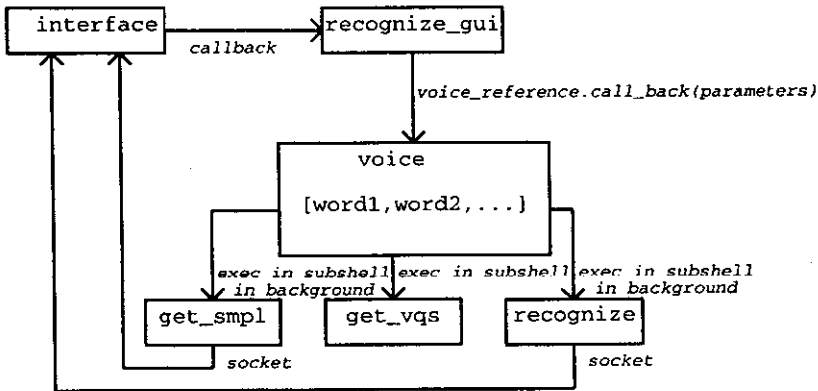 interface recognize_gui
callback
voice_reference.call_back(parameters)
voice
[word1,word2,...}
exec in subshell exec in subshell exec in subshell
in background in background
get_smpl get_vqs recognize
socket socket